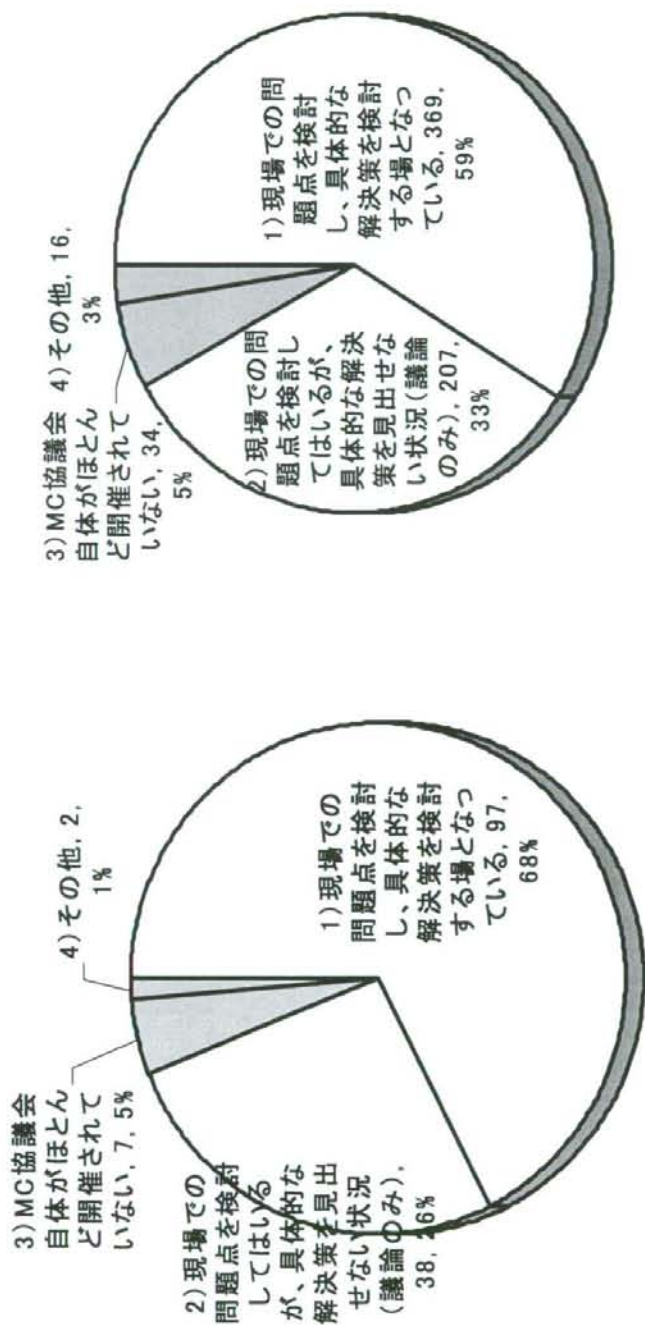 3)MC協議会
自体がほとん
ど開催されて
いない, 7, 5%
4)その他, 2,
1%
2)現場での
問題点を検討
してはいる
が、具体的な
解決策を見出
せない状況
(議論のみ),
38, 26%
1)現場での
問題点を検討
し、具体的な
解決策を検討
する場となっ
ている, 97,
68%
3)MC協議会
自体がほとん
ど開催されて
いない, 34,
5%
4)その他, 16,
3%
2)現場での問
題点を検討し
てはいるが、
具体的な解決
策を見出せな
い状況(議論
のみ), 207,
33%
1)現場での問
題点を検討
し、具体的な
解決策を検討
する場となっ
ている, 369,
59%